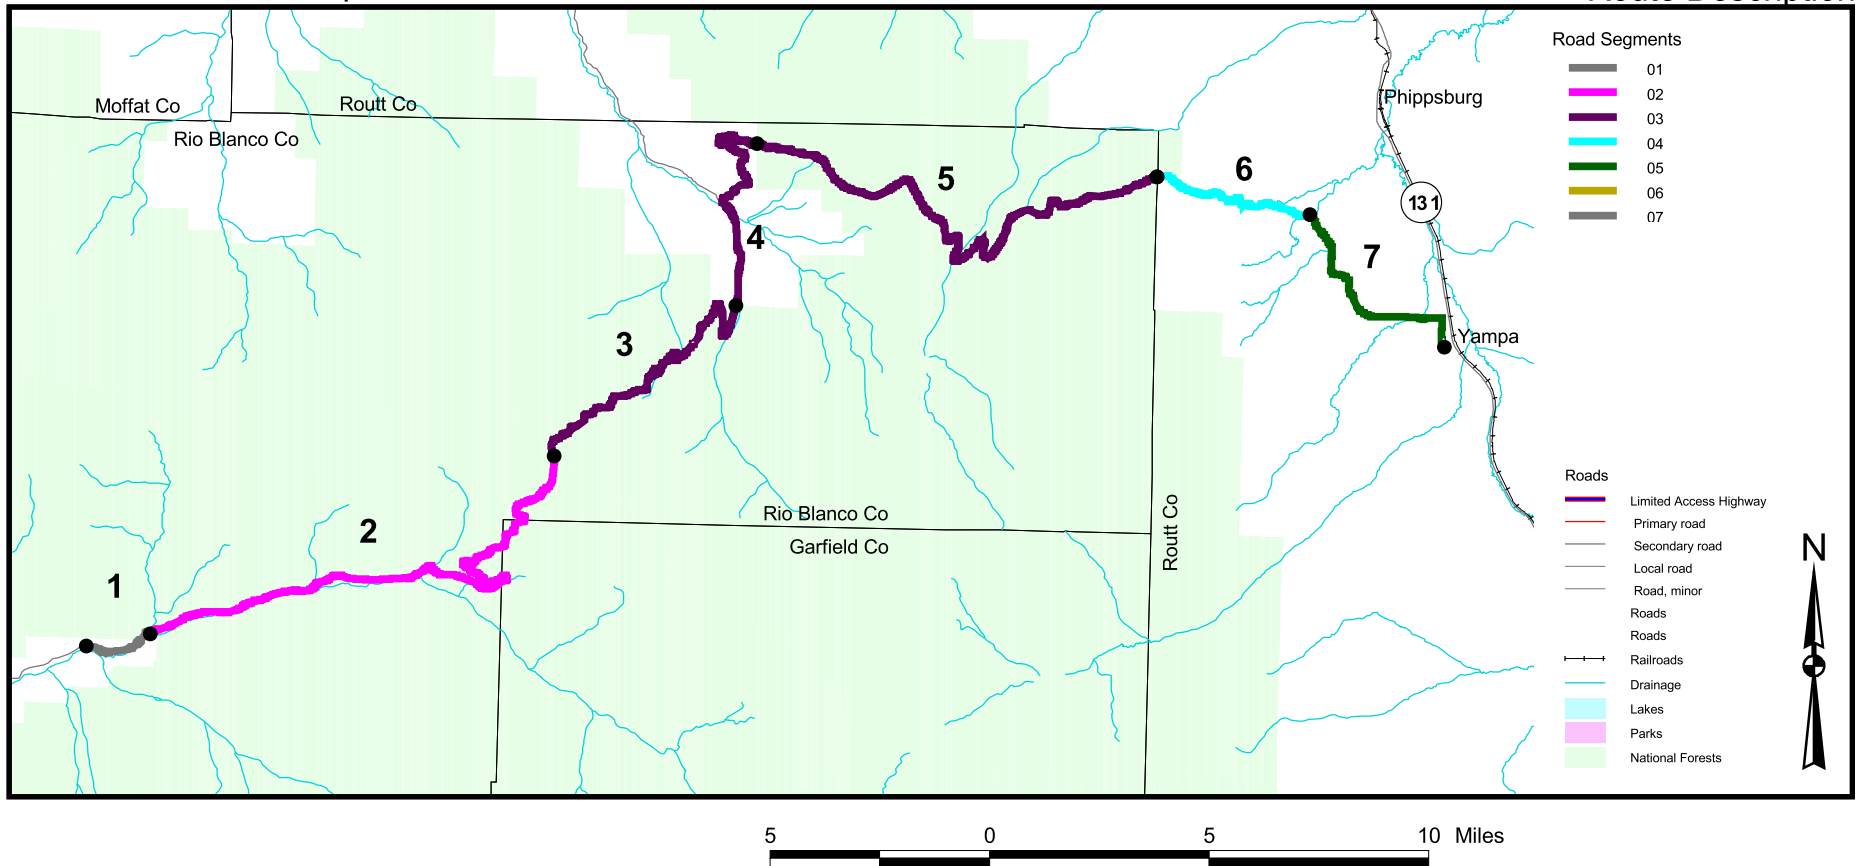 Route Description
Moffat Co
Routt Co
Rio Blanco Co
Phippsburg
131
Yampa
1
2
3
4
5
6
7
Rio Blanco Co
Garfield Co
Routt Co
Road Segments
01
02
03
04
05
06
07
Roads
Limited Access Highway
Primary road
Secondary road
Local road
Road, minor
Roads
Roads
Railroads
Drainage
Lakes
Parks
National Forests
N
5 0 5 10 Miles